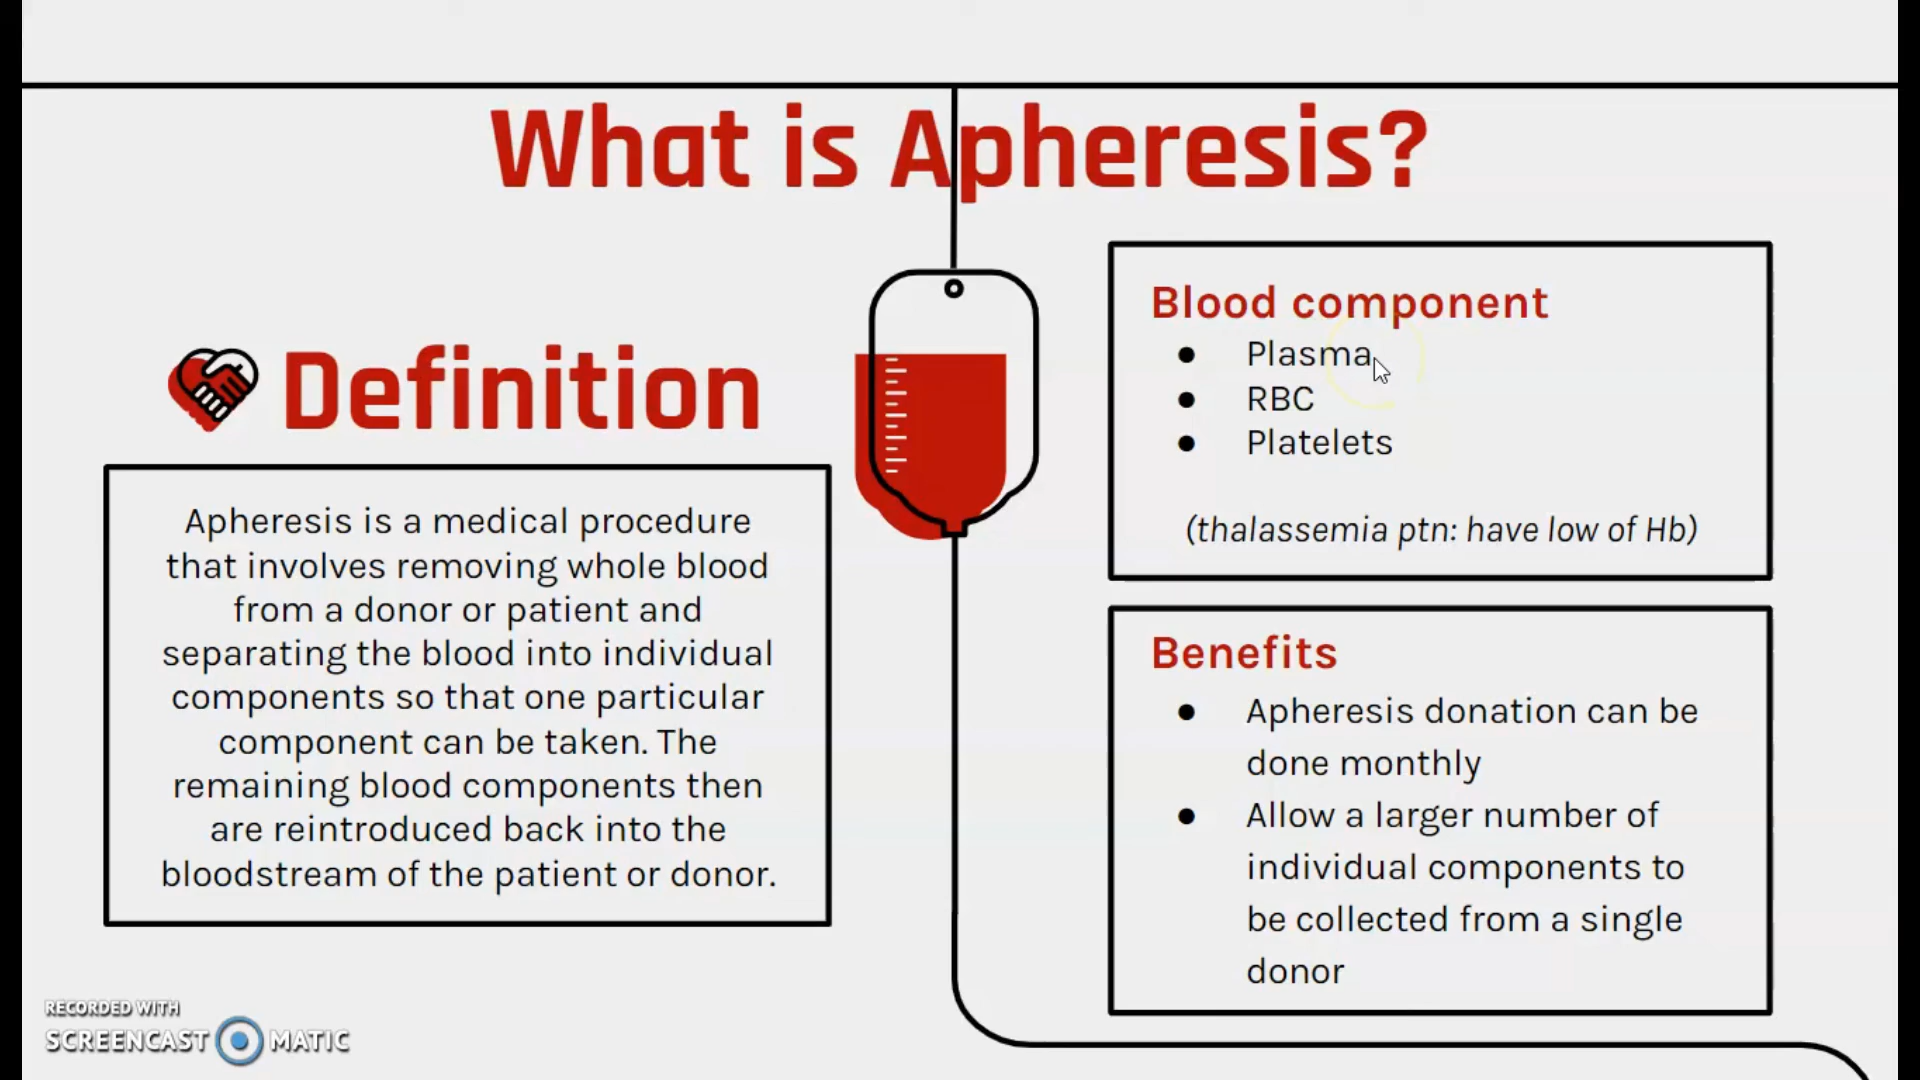 What is Apheresis?
Definition
Apheresis is a medical procedure
that involves removing whole blood
from a donor or patient and
separating the blood into individual
components so that one particular
component can be taken. The
remaining blood components then
are reintroduced back into the
bloodstream of the patient or donor.
Blood component
● Plasma
● RBC
● Platelets
(thalassemia ptn: have low of Hb)
Benefits
● Apheresis donation can be
done monthly
● Allow a larger number of
individual components to
be collected from a single
donor
RECORDED WITH
SCREENCAST MATIC